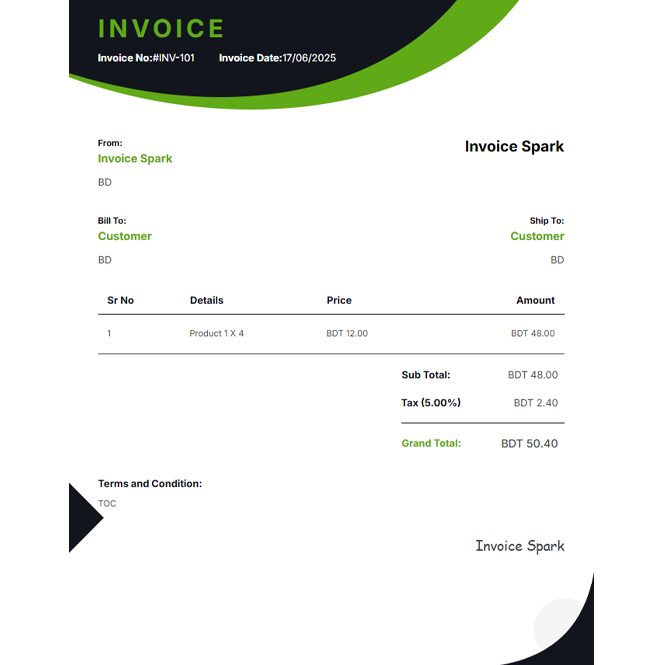 INVOICE
Invoice No:#INV-101 Invoice Date:17/06/2025
From:
Invoice Spark
BD
Invoice Spark
Bill To:
Customer
BD
Ship To:
Customer
BD
Sr No Details Price Amount
1 Product 1 X 4 BDT 12.00 BDT 48.00
Sub Total: BDT 48.00
Tax (5.00%) BDT 2.40
Grand Total: BDT 50.40
Terms and Condition:
TOC
Invoice Spark